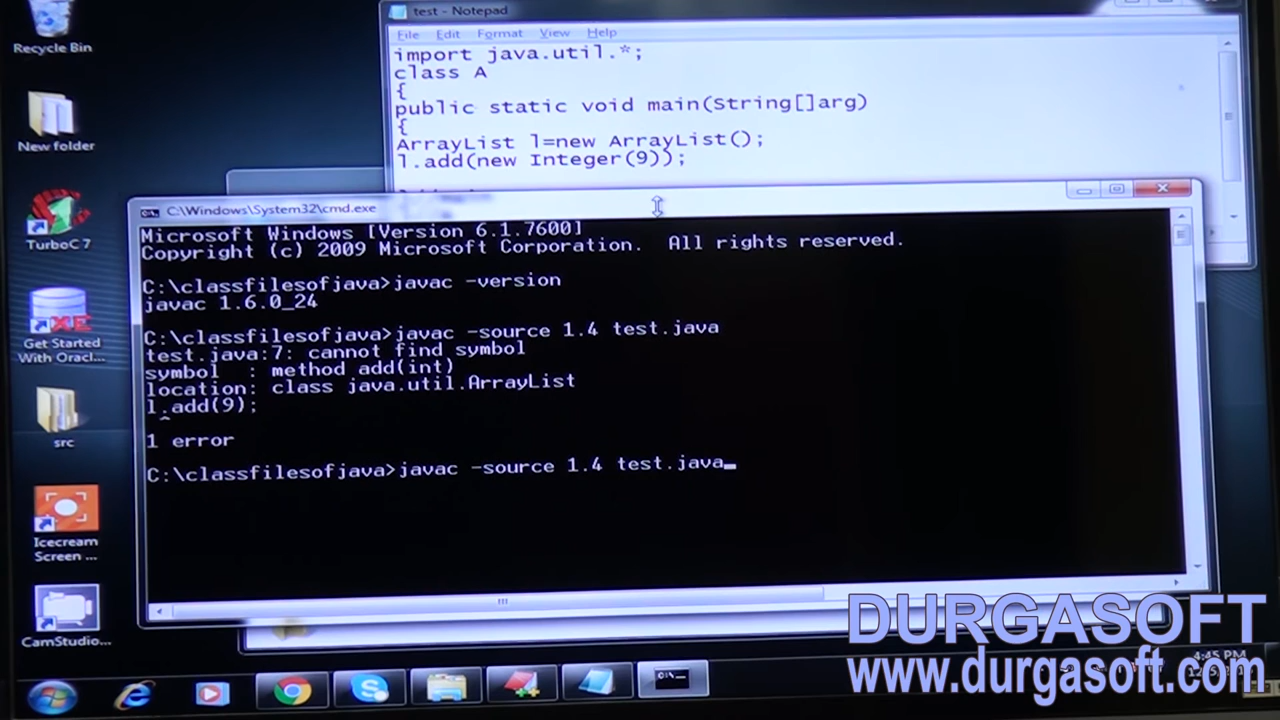 test - Notepad
File Edit Format View Help
import java.util.*;
class A
{
public static void main(String[]arg)
{
ArrayList l=new ArrayList();
l.add(new Integer(9));
C:\Windows\System32\cmd.exe
Microsoft Windows [Version 6.1.7600]
Copyright (c) 2009 Microsoft Corporation.  All rights reserved.
C:\classfilesofjava>javac -version
javac 1.6.0_24
C:\classfilesofjava>javac -source 1.4 test.java
test.java:7: cannot find symbol
symbol  : method add(int)
location: class java.util.ArrayList
l.add(9);
^
1 error
C:\classfilesofjava>javac -source 1.4 test.java_
Recycle Bin
New folder
TurboC 7
Get Started
With Oracl...
src
Icecream
Screen ...
CamStudio...
C:\
4:45 PM
DURGASOFT
www.durgasoft.com